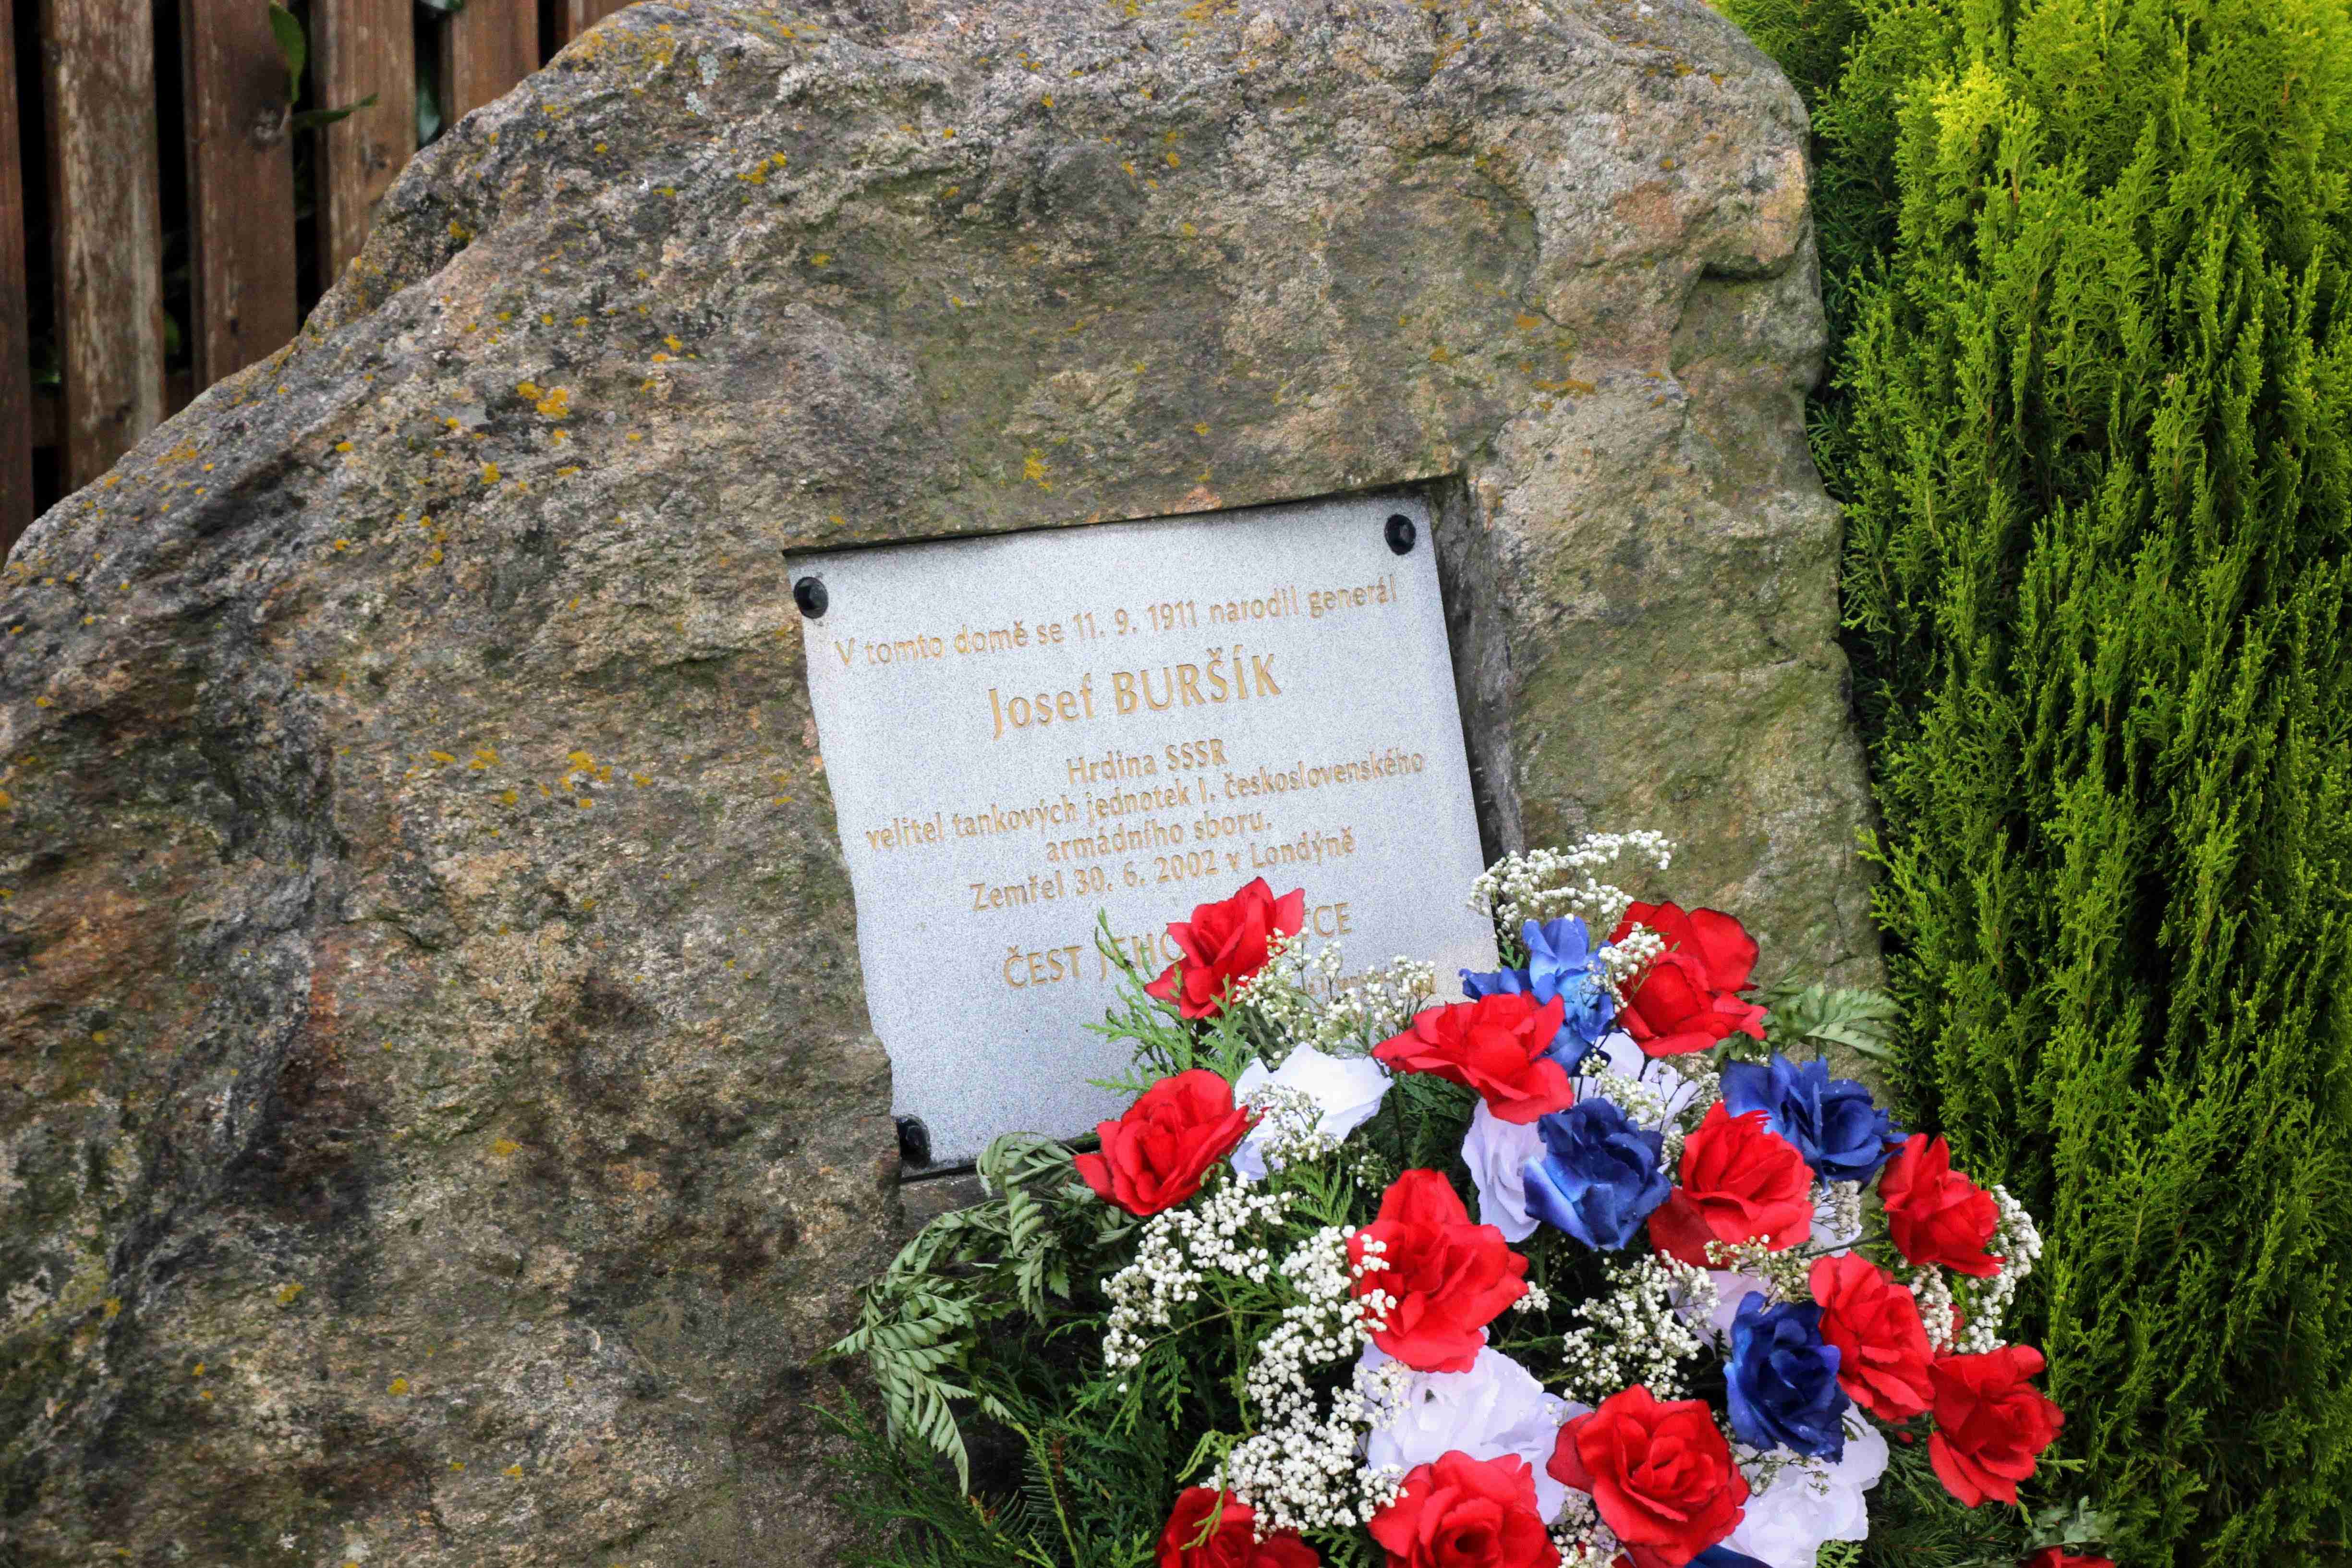 V tomto domě se 11. 9. 1911 narodil generál
Josef BURŠÍK
Hrdina SSSR
velitel tankových jednotek I. československého
armádního sboru.
Zemřel 30. 6. 2002 v Londýně
ČEST JEHO